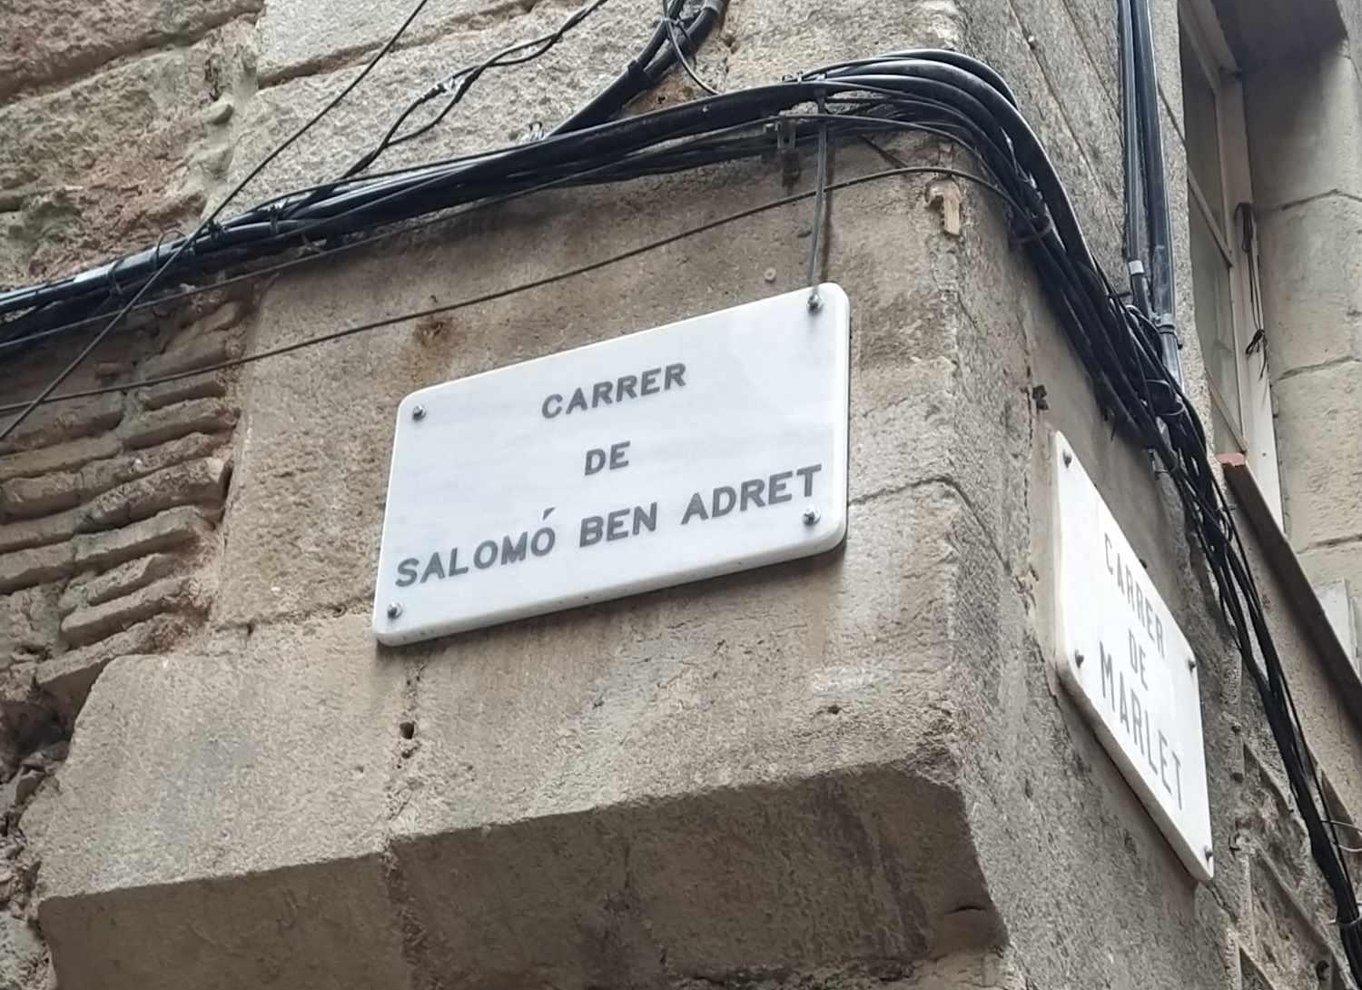 CARRER
DE
SALOMÓ BEN ADRET
CARRER
DE
MARLET